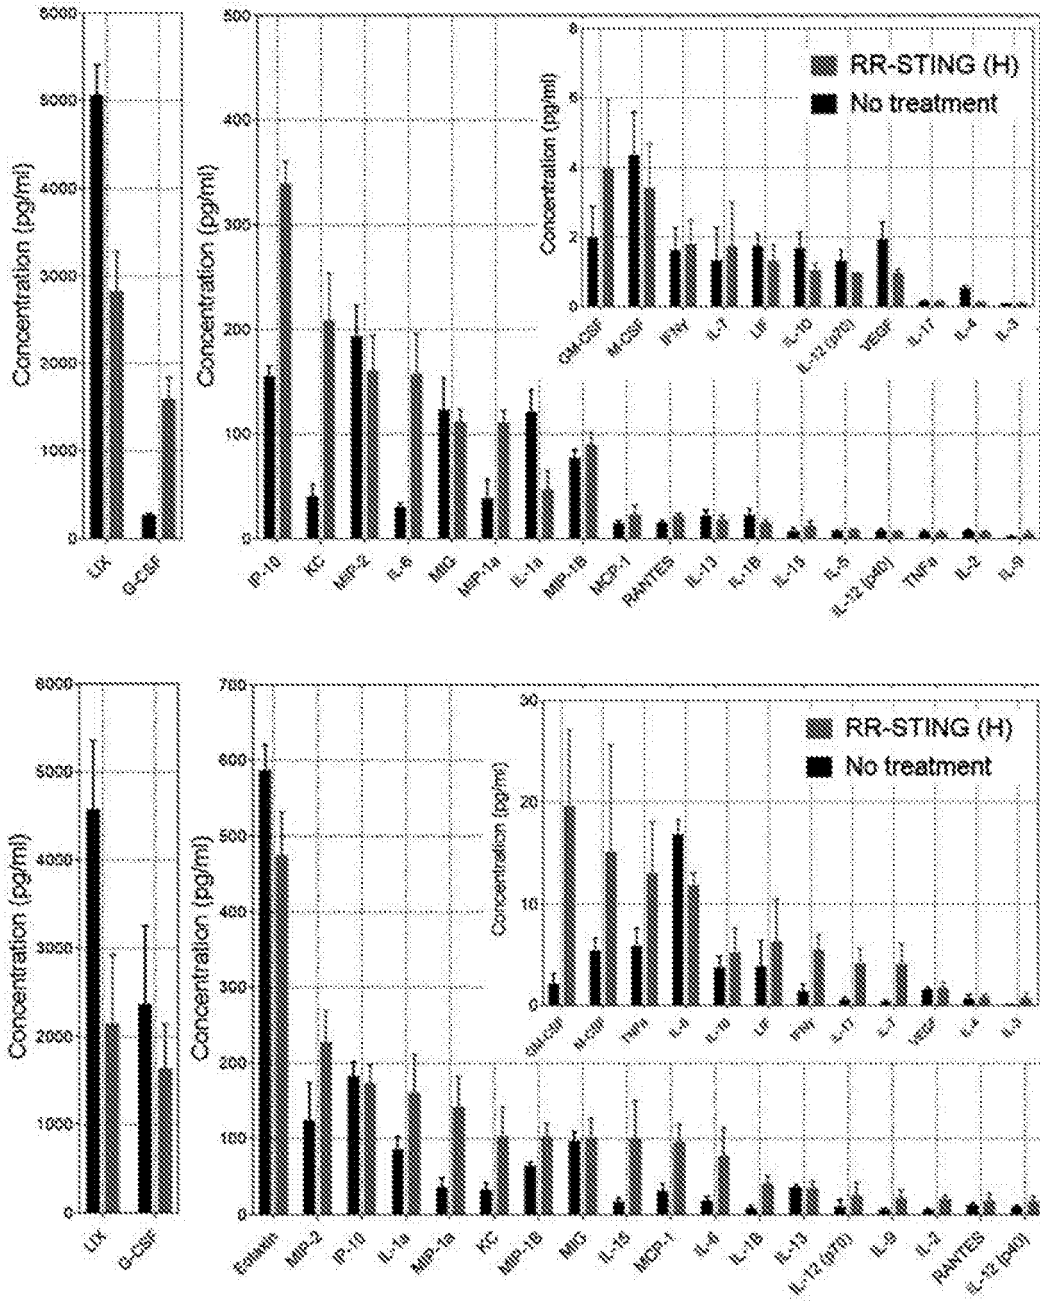 6000
5000
4000
3000
2000
1000
0
Concentration (pg/ml)
LIX
G-CSF
500
400
300
200
100
0
Concentration (pg/ml)
IP-10
KC
MIP-2
IL-6
MIG
MIP-1a
IL-1a
MIP-1B
MCP-1
RANTES
IL-13
IL-1B
IL-15
IL-5
IL-12 (p40)
TNFa
IL-2
IL-9
8
6
4
2
0
Concentration (pg/ml)
RR-STING (H)
No treatment
GM-CSF
M-CSF
IFNγ
IL-7
LIF
IL-10
IL-12 (p70)
VEGF
IL-17
IL-4
IL-3
6000
5000
4000
3000
2000
1000
0
Concentration (pg/ml)
LIX
G-CSF
700
600
500
400
300
200
100
0
Concentration (pg/ml)
Eotaxin
MIP-2
IP-10
IL-1a
MIP-1a
KC
MIP-1B
MIG
IL-15
MCP-1
IL-6
IL-1B
IL-13
IL-12 (p70)
IL-9
IL-2
RANTES
IL-12 (p40)
30
20
10
0
Concentration (pg/ml)
RR-STING (H)
No treatment
GM-CSF
M-CSF
TNFa
IL-10
LIF
IFNγ
IL-17
IL-7
VEGF
IL-4
IL-3